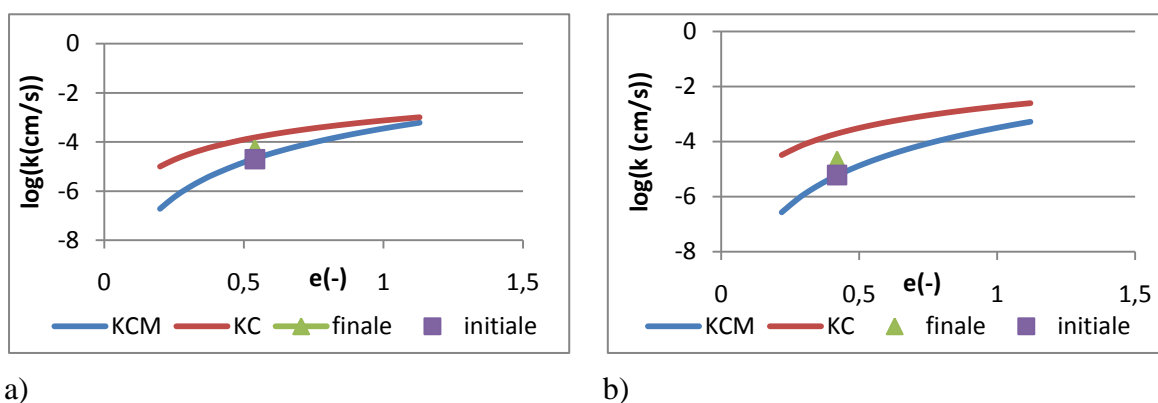 0
-2
-4
-6
-8
log(k(cm/s))
0
0,5
1
1,5
e(-)
KCM
KC
finale
initiale
0
-2
-4
-6
-8
log(k (cm/s))
0
0,5
1
1,5
e(-)
KCM
KC
finale
initiale
a)
b)